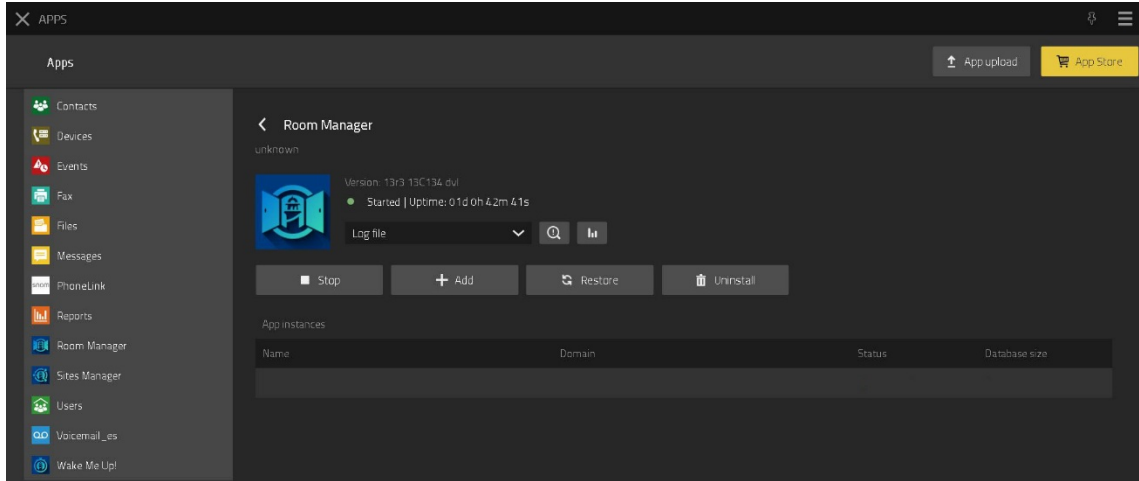 APPS
Apps
App upload
App Store
Contacts
Devices
Events
Fax
Files
Messages
snom PhoneLink
Reports
Room Manager
Sites Manager
Users
Voicemail_es
Wake Me Up!
Room Manager
unknown
Version: 13r3 13C134 dvl
Started | Uptime: 01d 0h 42m 41s
Log file
Stop
Add
Restore
Uninstall
App instances
Name Domain Status Database size